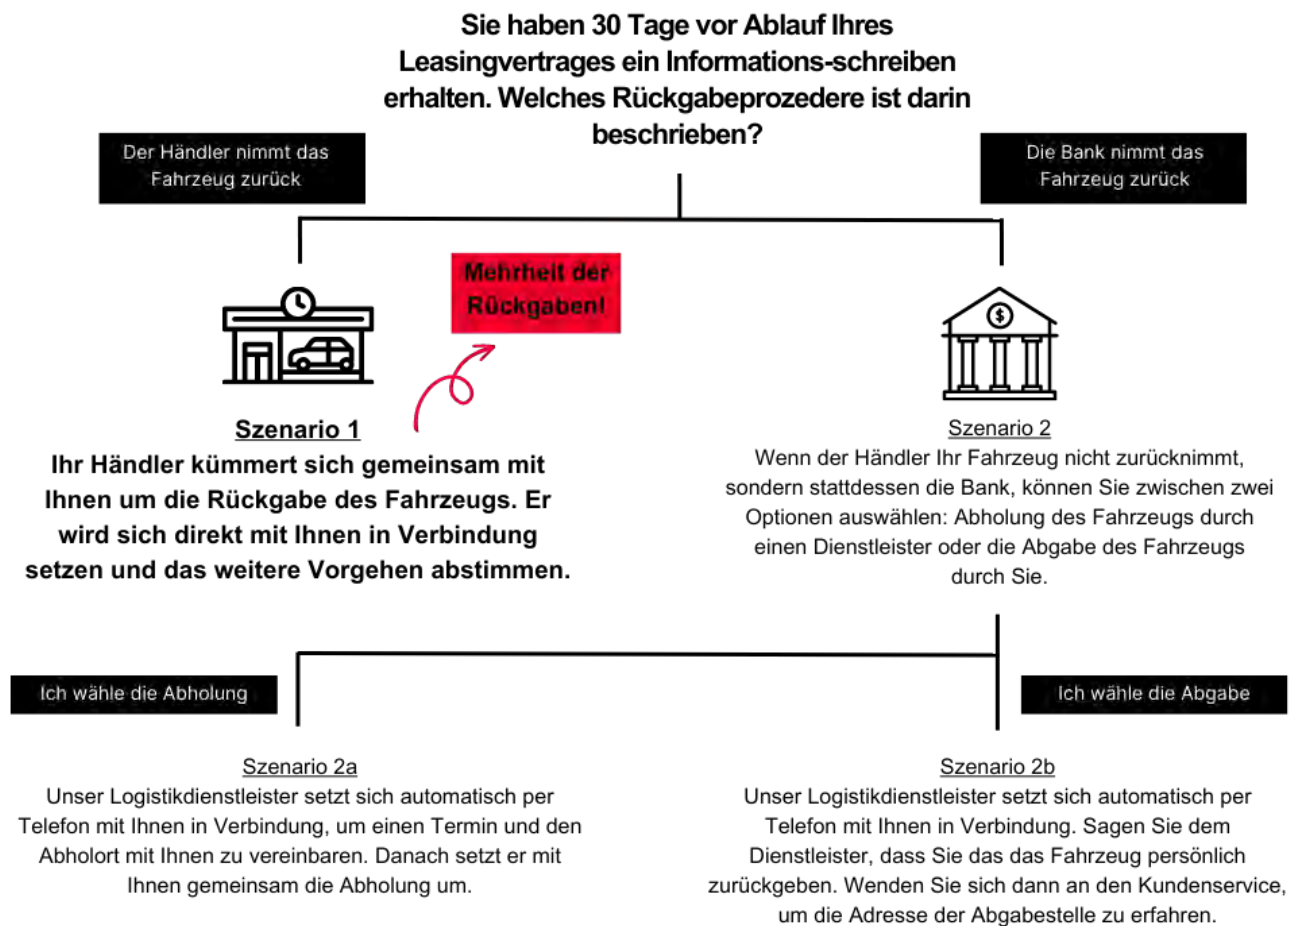 Sie haben 30 Tage vor Ablauf Ihres
Leasingvertrages ein Informations-schreiben
erhalten. Welches Rückgabeprozedere ist darin
beschrieben?
Der Händler nimmt das
Fahrzeug zurück
Die Bank nimmt das
Fahrzeug zurück
Mehrheit der
Rückgaben!
$
Szenario 1
Ihr Händler kümmert sich gemeinsam mit
Ihnen um die Rückgabe des Fahrzeugs. Er
wird sich direkt mit Ihnen in Verbindung
setzen und das weitere Vorgehen abstimmen.
Szenario 2
Wenn der Händler Ihr Fahrzeug nicht zurücknimmt,
sondern stattdessen die Bank, können Sie zwischen zwei
Optionen auswählen: Abholung des Fahrzeugs durch
einen Dienstleister oder die Abgabe des Fahrzeugs
durch Sie.
Ich wähle die Abholung
Ich wähle die Abgabe
Szenario 2a
Unser Logistikdienstleister setzt sich automatisch per
Telefon mit Ihnen in Verbindung, um einen Termin und den
Abholort mit Ihnen zu vereinbaren. Danach setzt er mit
Ihnen gemeinsam die Abholung um.
Szenario 2b
Unser Logistikdienstleister setzt sich automatisch per
Telefon mit Ihnen in Verbindung. Sagen Sie dem
Dienstleister, dass Sie das das Fahrzeug persönlich
zurückgeben. Wenden Sie sich dann an den Kundenservice,
um die Adresse der Abgabestelle zu erfahren.